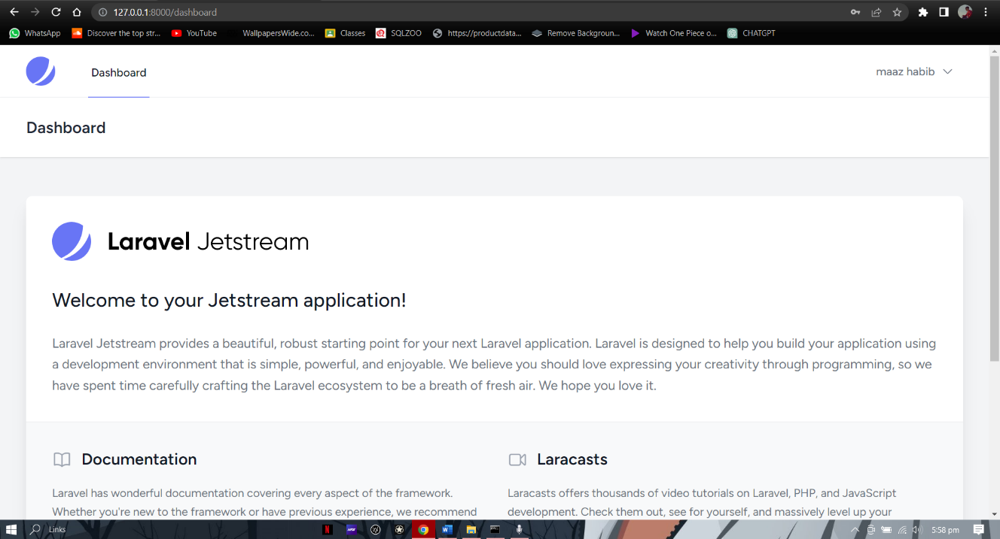 127.0.0.1:8000/dashboard
WhatsApp Discover the top str... YouTube WallpapersWide.co... Classes SQLZOO https://productdata... Remove Backgroun... Watch One Piece o... CHATGPT
Dashboard maaz habib
Dashboard
Laravel Jetstream
Welcome to your Jetstream application!
Laravel Jetstream provides a beautiful, robust starting point for your next Laravel application. Laravel is designed to help you build your application using
a development environment that is simple, powerful, and enjoyable. We believe you should love expressing your creativity through programming, so we
have spent time carefully crafting the Laravel ecosystem to be a breath of fresh air. We hope you love it.
Documentation
Laravel has wonderful documentation covering every aspect of the framework.
Whether you're new to the framework or have previous experience, we recommend
Laracasts
Laracasts offers thousands of video tutorials on Laravel, PHP, and JavaScript
development. Check them out, see for yourself, and massively level up your
Links 5:58 pm